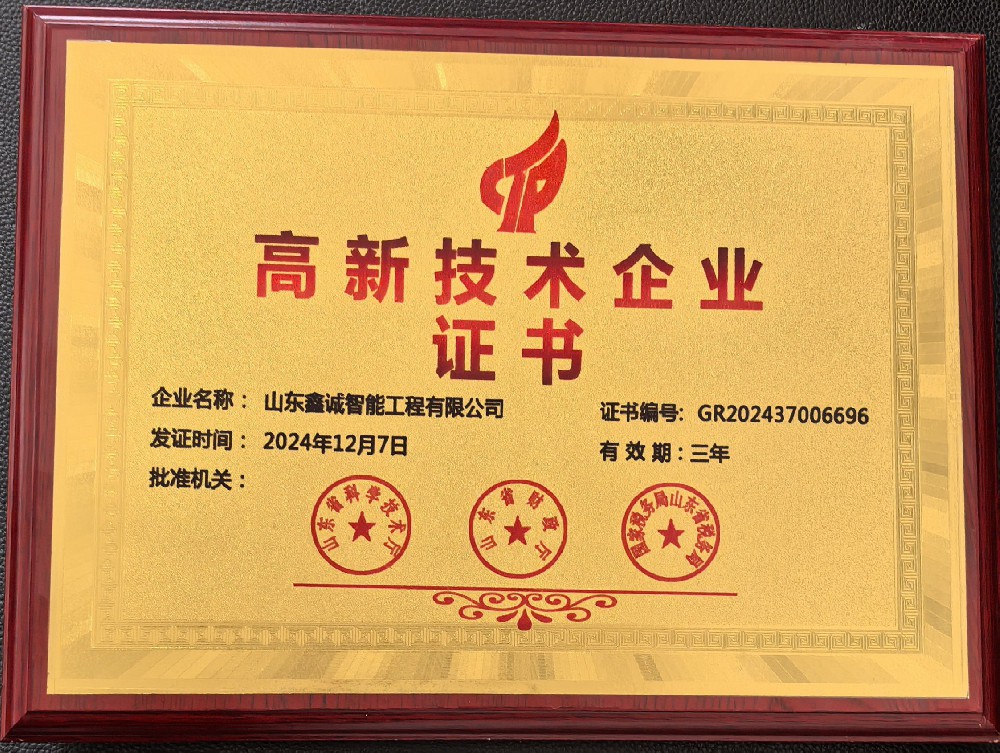 高新技术企业
证书
企业名称：山东鑫诚智能工程有限公司
证书编号：GR202437006696
发证时间：2024年12月7日
有效期：三年
批准机关：
山东省科学技术厅
山东省财政厅
国家税务局山东省税务局